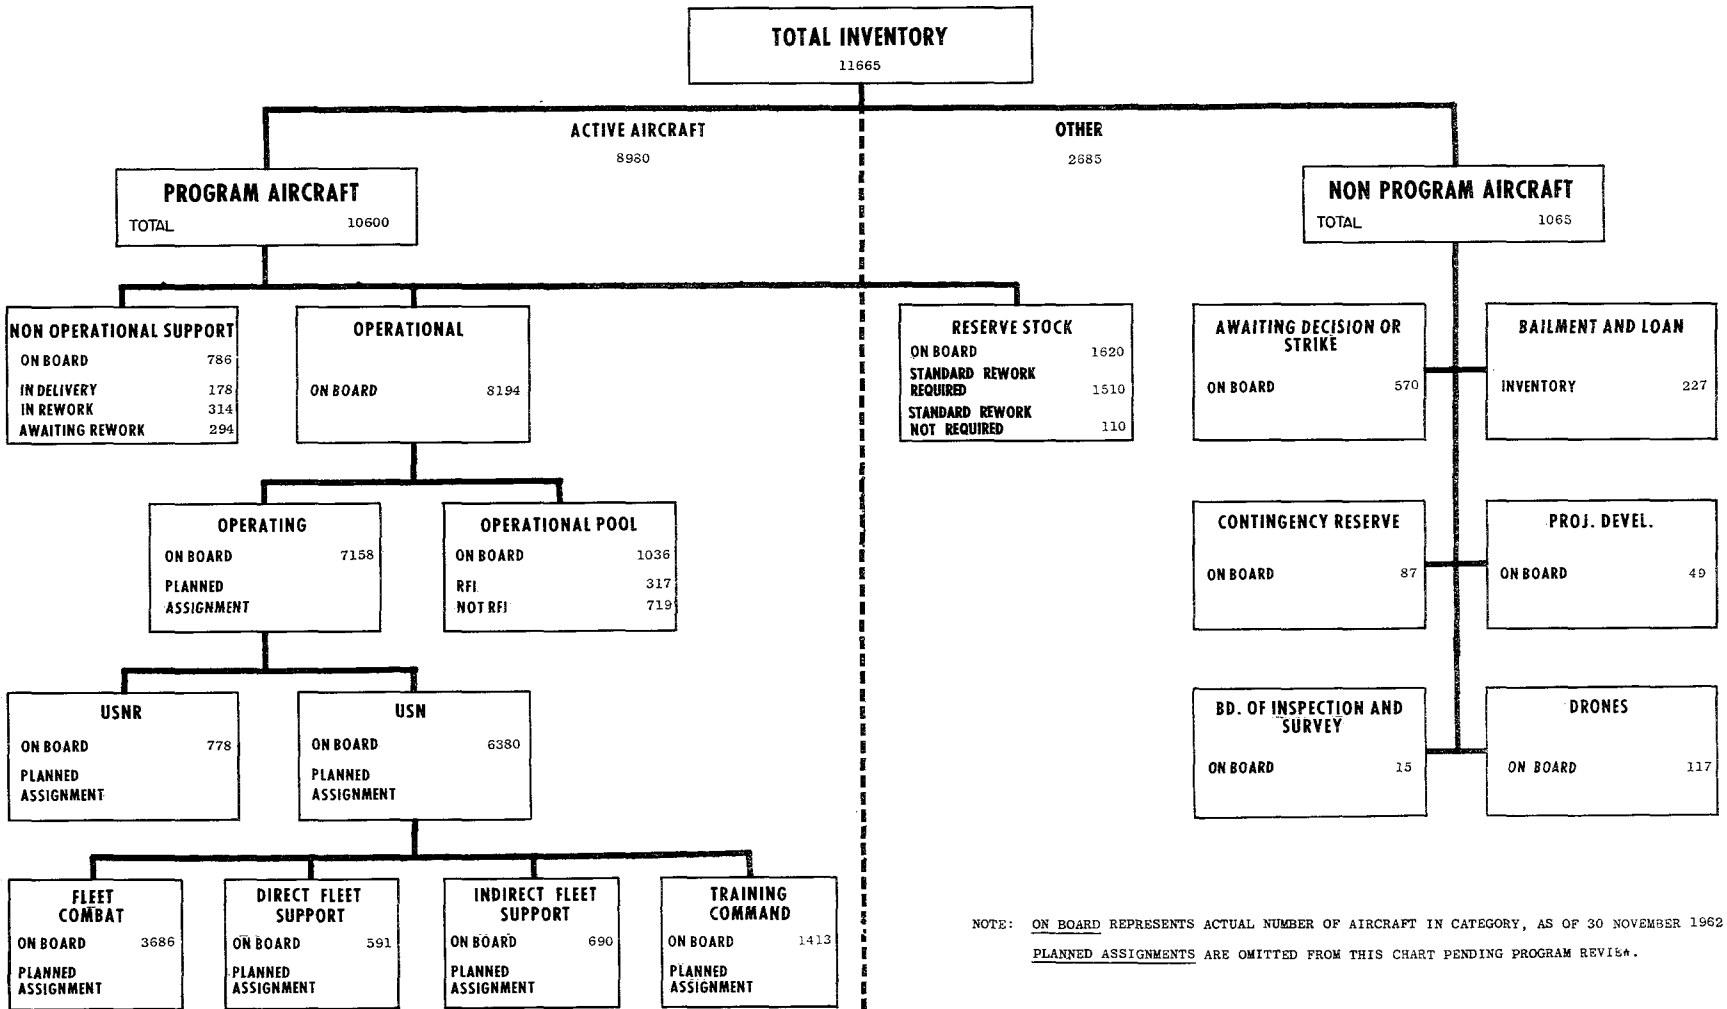 TOTAL INVENTORY
11665
ACTIVE AIRCRAFT
8980
OTHER
2685
PROGRAM AIRCRAFT
TOTAL 10600
NON PROGRAM AIRCRAFT
TOTAL 1065
NON OPERATIONAL SUPPORT
ON BOARD 786
IN DELIVERY 178
IN REWORK 314
AWAITING REWORK 294
OPERATIONAL
ON BOARD 8194
RESERVE STOCK
ON BOARD 1620
STANDARD REWORK
REQUIRED 1510
STANDARD REWORK
NOT REQUIRED 110
AWAITING DECISION OR
STRIKE
ON BOARD 570
BAILMENT AND LOAN
INVENTORY 227
OPERATING
ON BOARD 7158
PLANNED
ASSIGNMENT
OPERATIONAL POOL
ON BOARD 1036
RFI 317
NOT RFI 719
CONTINGENCY RESERVE
ON BOARD 87
PROJ. DEVEL.
ON BOARD 49
USNR
ON BOARD 778
PLANNED
ASSIGNMENT
USN
ON BOARD 6380
PLANNED
ASSIGNMENT
BD. OF INSPECTION AND
SURVEY
ON BOARD 15
DRONES
ON BOARD 117
FLEET
COMBAT
ON BOARD 3686
PLANNED
ASSIGNMENT
DIRECT FLEET
SUPPORT
ON BOARD 591
PLANNED
ASSIGNMENT
INDIRECT FLEET
SUPPORT
ON BOARD 690
PLANNED
ASSIGNMENT
TRAINING
COMMAND
ON BOARD 1413
PLANNED
ASSIGNMENT
NOTE: ON BOARD REPRESENTS ACTUAL NUMBER OF AIRCRAFT IN CATEGORY, AS OF 30 NOVEMBER 1962
PLANNED ASSIGNMENTS ARE OMITTED FROM THIS CHART PENDING PROGRAM REVIEW.